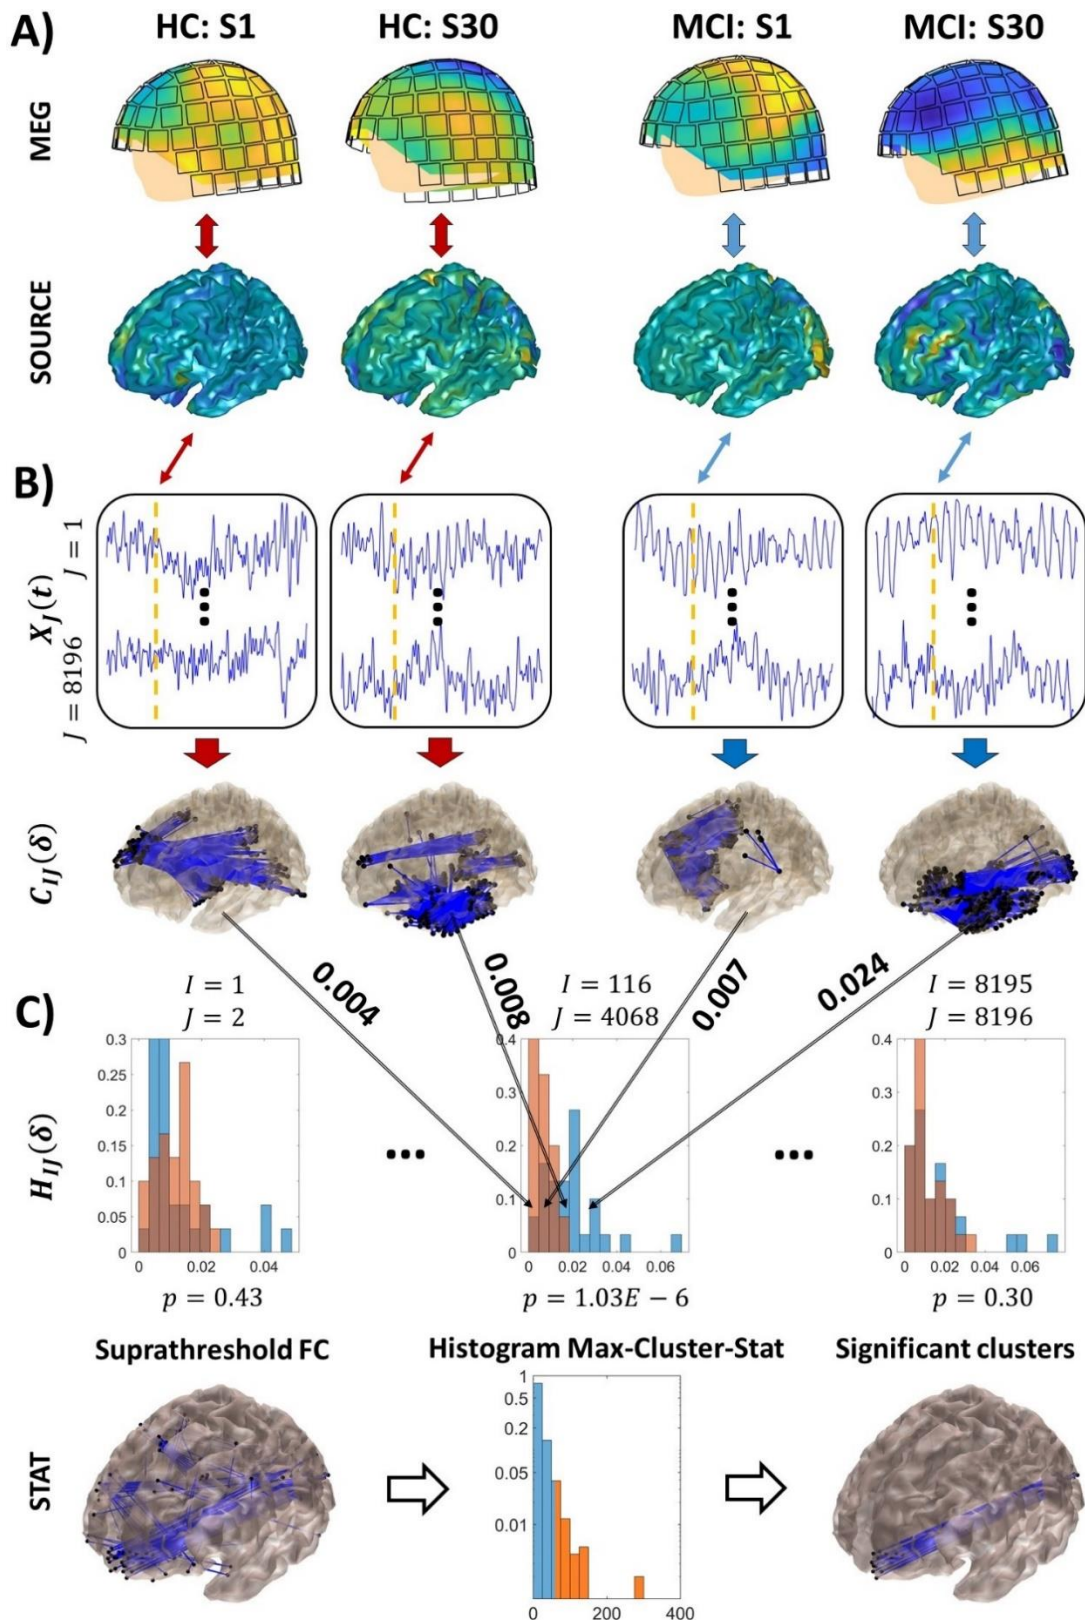 A)
HC: S1 HC: S30 MCI: S1 MCI: S30
MEG
SOURCE
B)
X_J(t)
J = 1
J = 8196
C_IJ(δ)
0.004 0.008 0.007 0.024
C)
I = 1 I = 116 I = 8195
J = 2 J = 4068 J = 8196
H_IJ(δ)
0.3 0.4 0.4
0.25
0.2 0.3 0.3
0.15 0.2 0.2
0.1 0.1 0.1
0.05
0 0 0
0 0.02 0.04 0 0.02 0.04 0.06 0 0.02 0.04 0.06
p = 0.43 p = 1.03E − 6 p = 0.30
Suprathreshold FC Histogram Max-Cluster-Stat Significant clusters
STAT
1
0.5
0.2
0.05
0.01
0 200 400